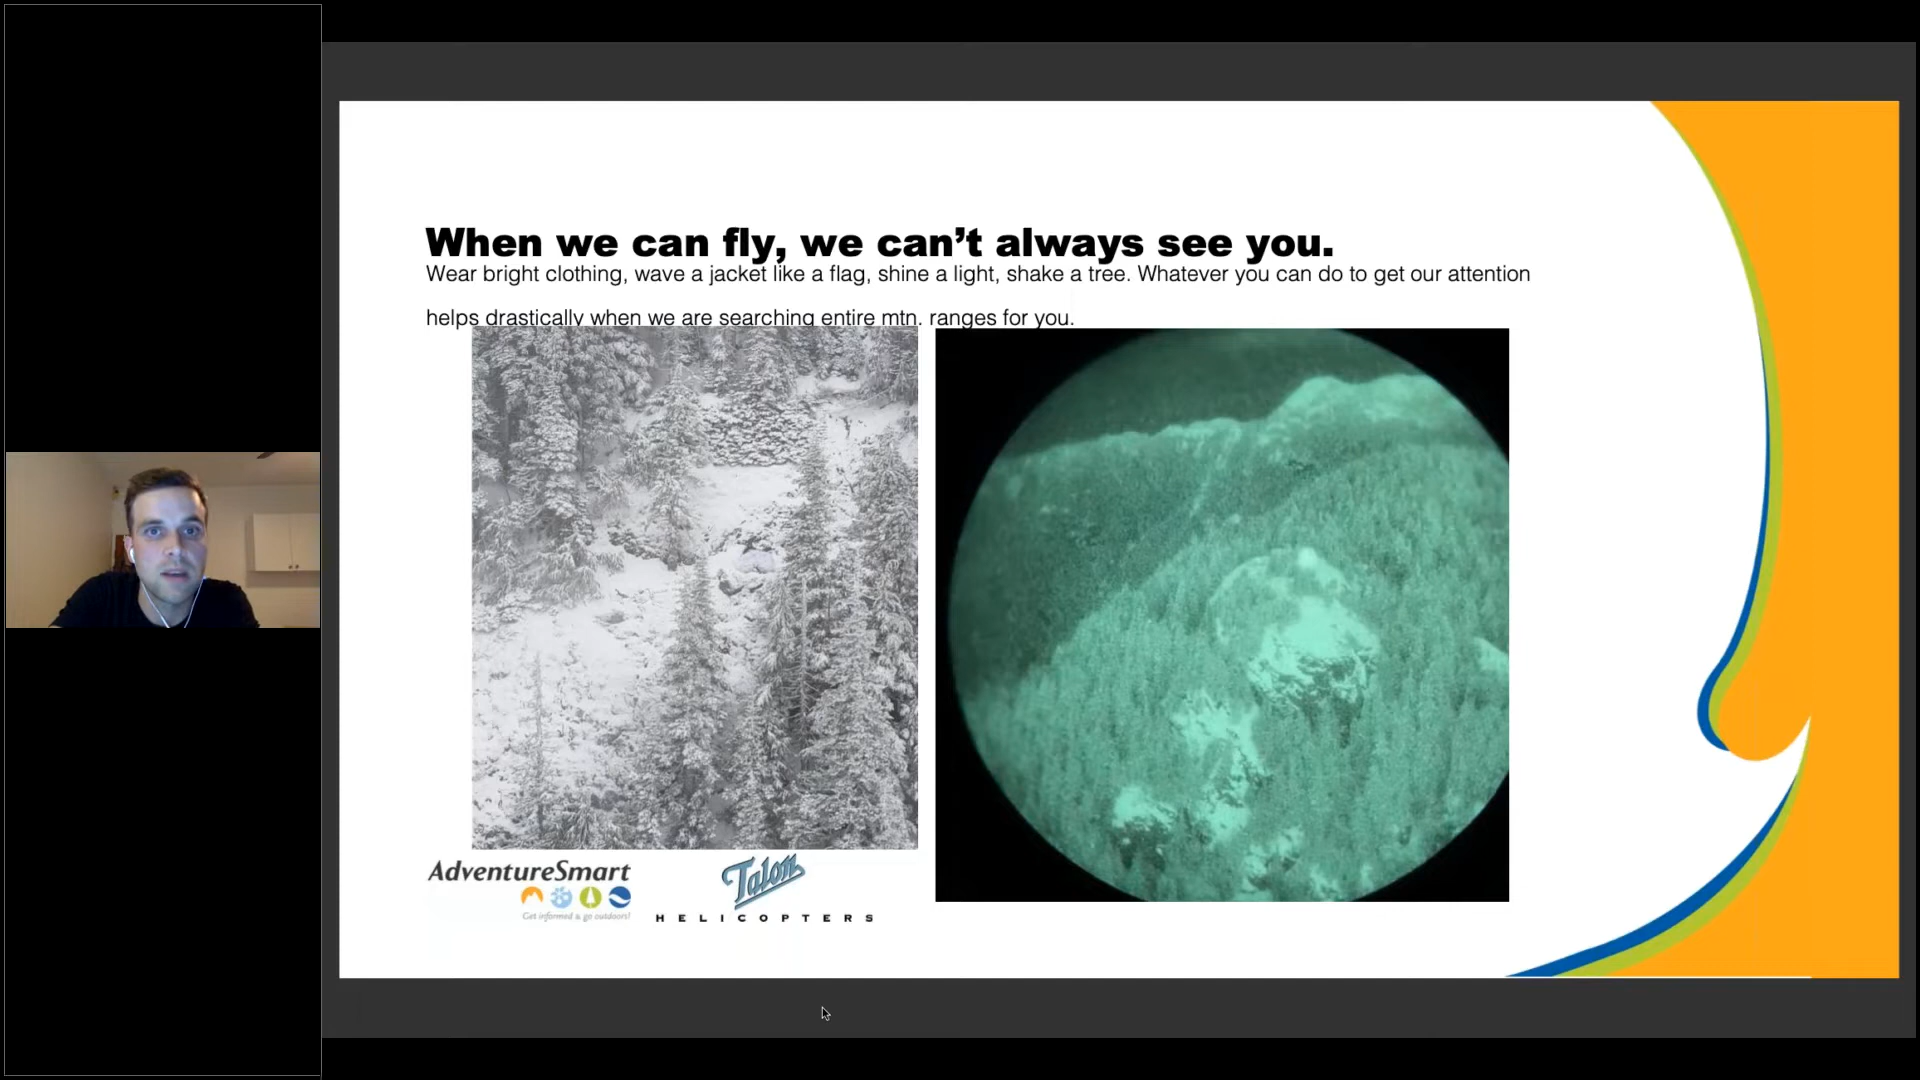 When we can fly, we can’t always see you.
Wear bright clothing, wave a jacket like a flag, shine a light, shake a tree. Whatever you can do to get our attention
helps drastically when we are searching entire mtn. ranges for you.
AdventureSmart
Get informed & go outdoors!
Talon
HELICOPTERS